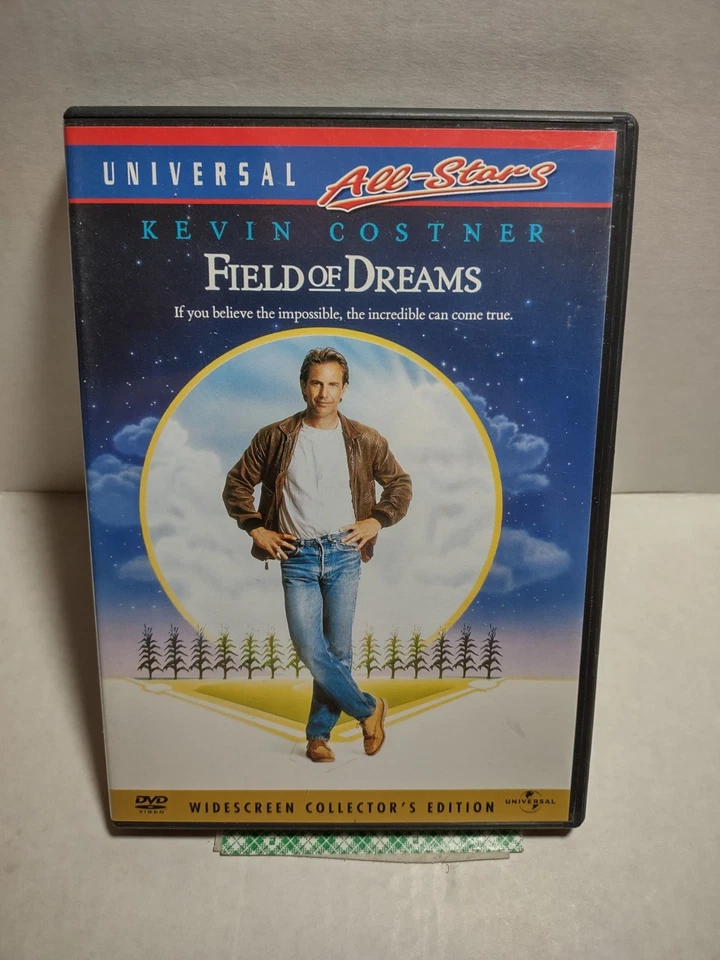 UNIVERSAL All-Stars
KEVIN COSTNER
FIELD OF DREAMS
If you believe the impossible, the incredible can come true.
DVD
VIDEO
WIDESCREEN COLLECTOR'S EDITION
UNIVERSAL